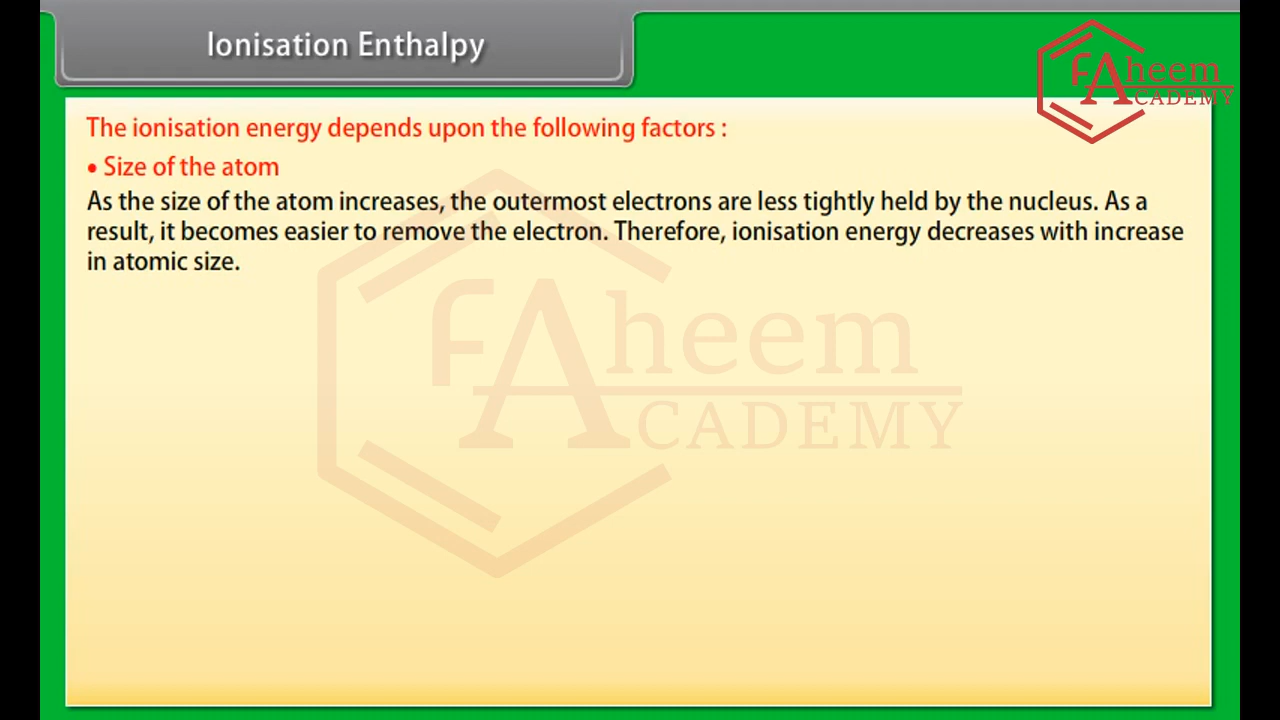 Ionisation Enthalpy
fAheem
ACADEMY
The ionisation energy depends upon the following factors :
• Size of the atom
As the size of the atom increases, the outermost electrons are less tightly held by the nucleus. As a
result, it becomes easier to remove the electron. Therefore, ionisation energy decreases with increase
in atomic size.
fAheem
ACADEMY